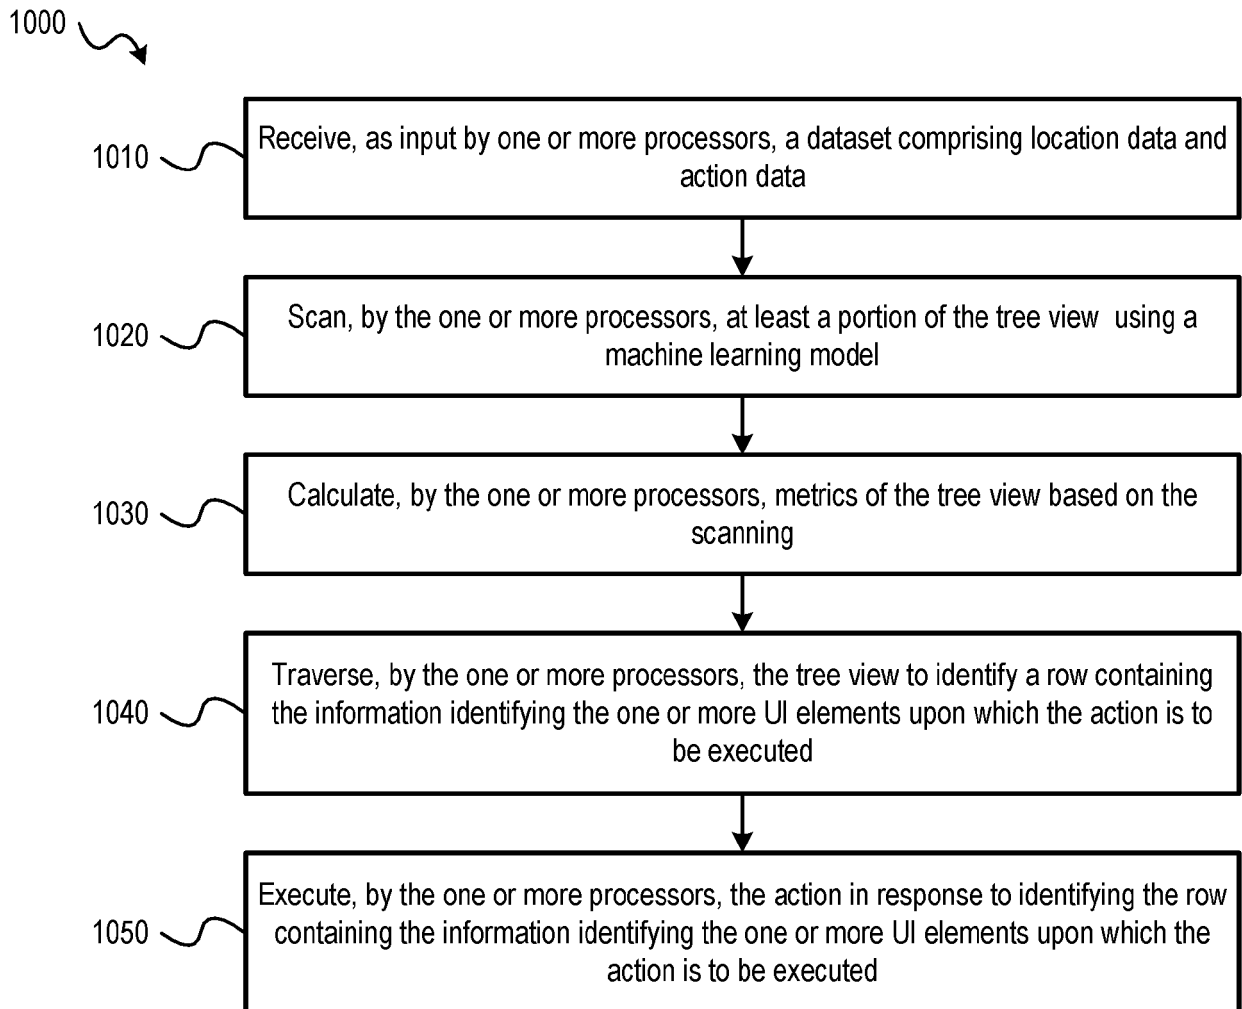 1000
1010
Receive, as input by one or more processors, a dataset comprising location data and
action data
1020
Scan, by the one or more processors, at least a portion of the tree view  using a
machine learning model
1030
Calculate, by the one or more processors, metrics of the tree view based on the
scanning
1040
Traverse, by the one or more processors, the tree view to identify a row containing
the information identifying the one or more UI elements upon which the action is to
be executed
1050
Execute, by the one or more processors, the action in response to identifying the row
containing the information identifying the one or more UI elements upon which the
action is to be executed